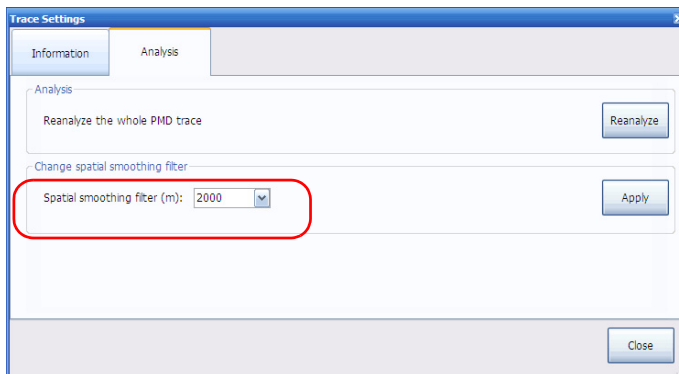 Trace Settings
Information
Analysis
Analysis
Reanalyze the whole PMD trace
Reanalyze
Change spatial smoothing filter
Spatial smoothing filter (m): 2000
Apply
Close